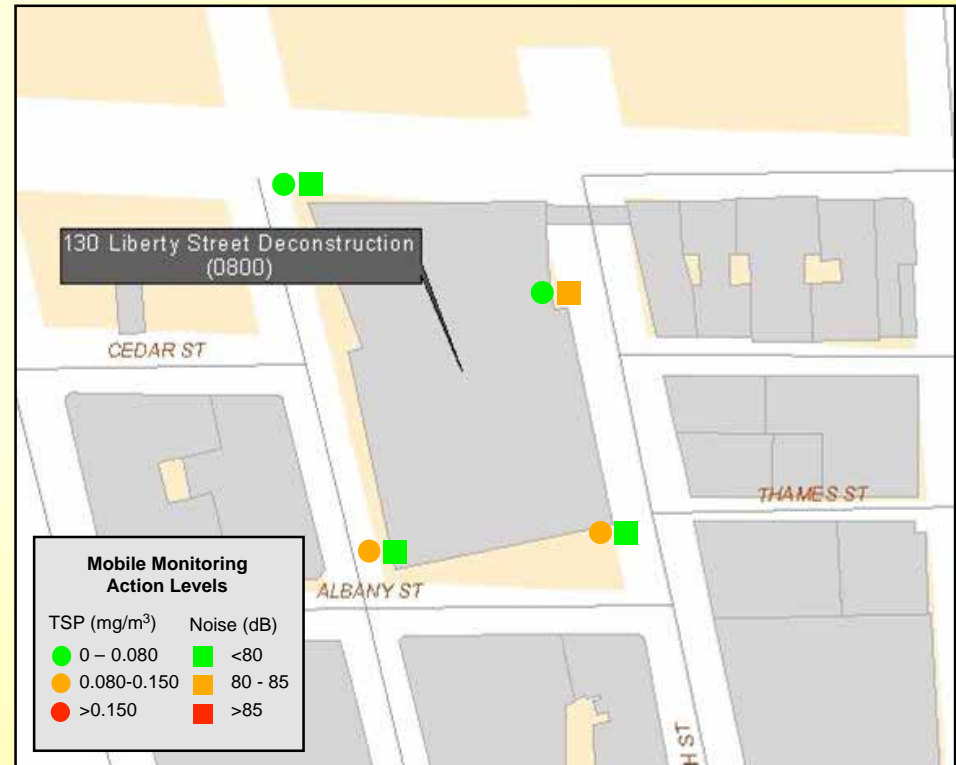 130 Liberty Street Deconstruction
(0800)
CEDAR ST
THAMES ST
ALBANY ST
H ST
Mobile Monitoring
Action Levels
TSP (mg/m³) Noise (dB)
0 – 0.080 <80
0.080-0.150 80 - 85
>0.150 >85